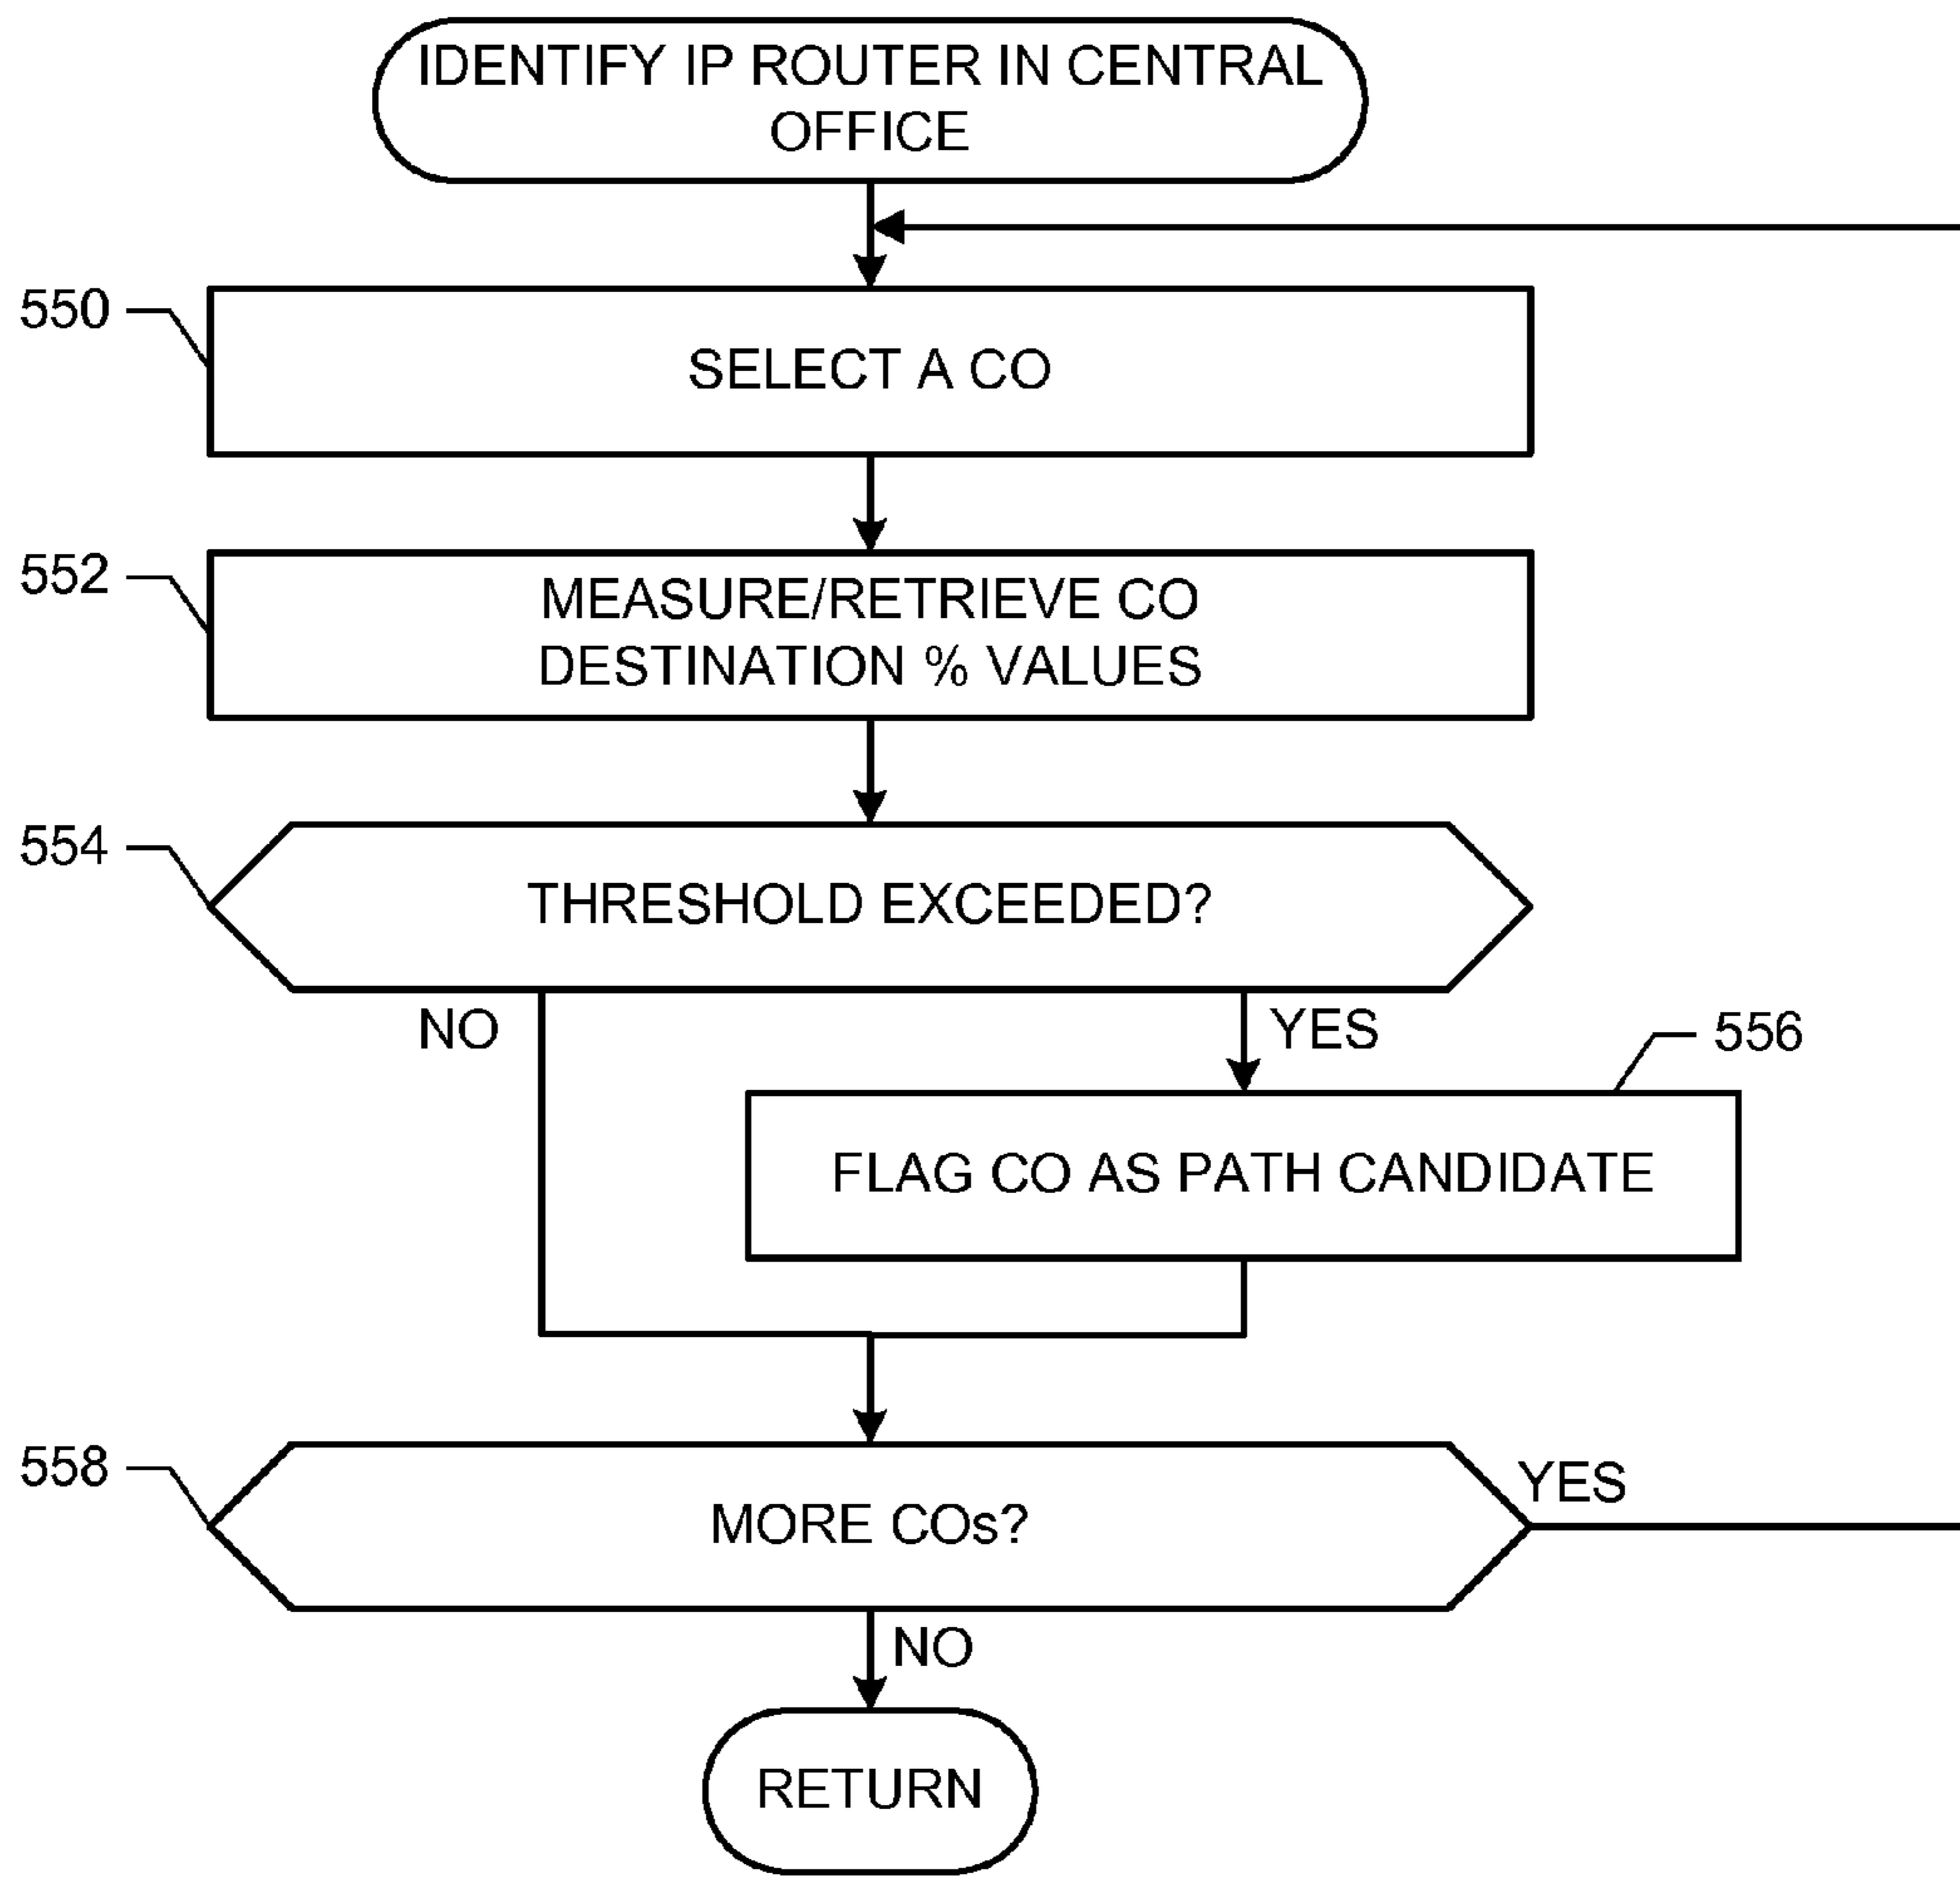 IDENTIFY IP ROUTER IN CENTRAL
OFFICE
550
SELECT A CO
552
MEASURE/RETRIEVE CO
DESTINATION % VALUES
554
THRESHOLD EXCEEDED?
NO
YES
556
FLAG CO AS PATH CANDIDATE
558
MORE COs?
YES
NO
RETURN